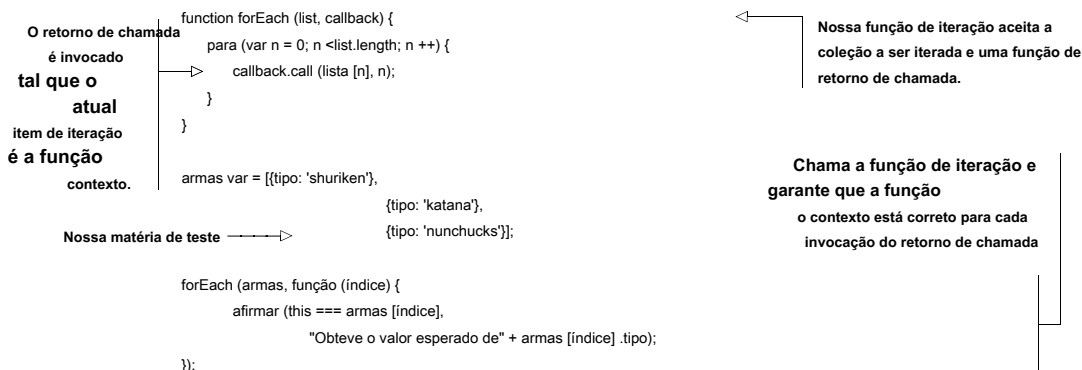 function forEach (list, callback) {
para (var n = 0; n <list.length; n ++) {
callback.call (lista [n], n);
}
}
O retorno de chamada
é invocado
tal que o
atual
item de iteração
é a função
contexto.
Nossa função de iteração aceita a
coleção a ser iterada e uma função de
retorno de chamada.
armas var = [{tipo: 'shuriken'},
{tipo: 'katana'},
{tipo: 'nunchucks'}];
Nossa matéria de teste
Chama a função de iteração e
garante que a função
o contexto está correto para cada
invocação do retorno de chamada
forEach (armas, função (índice) {
afirmar (this === armas [índice],
"Obteve o valor esperado de" + armas [índice] .tipo);
});